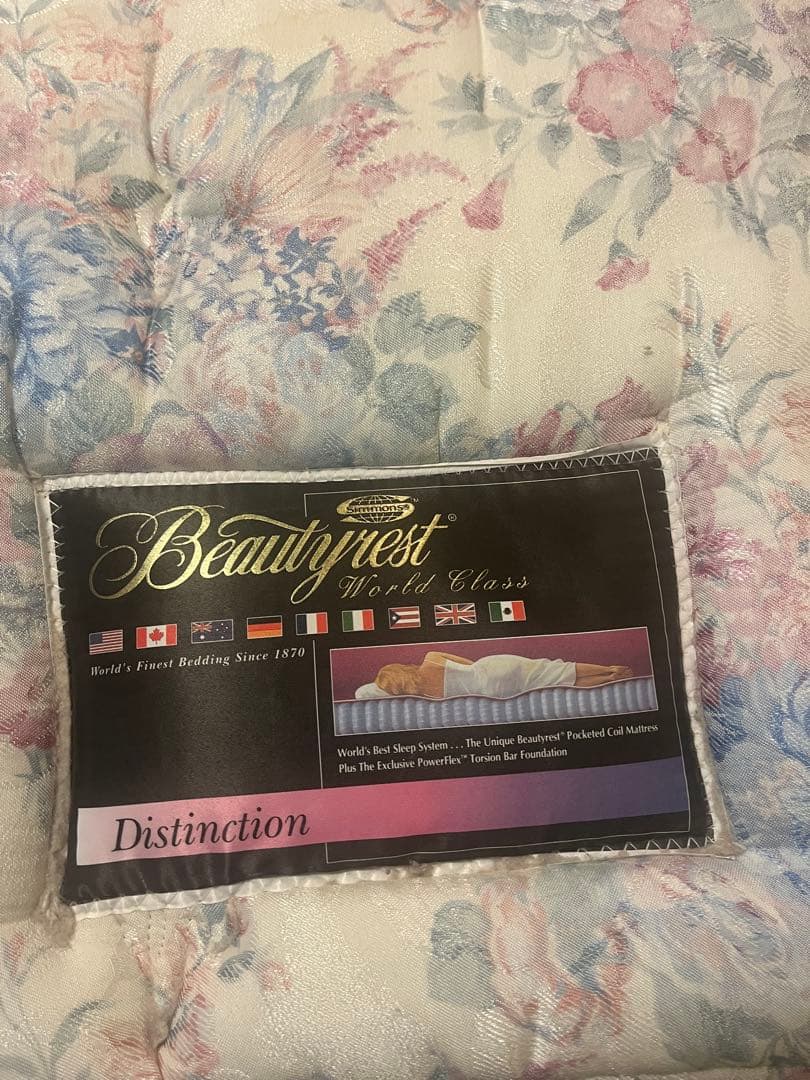 Simmons™
Beautyrest®
World Class
World's Finest Bedding Since 1870
World's Best Sleep System . . . The Unique Beautyrest® Pocketed Coil Mattress
Plus The Exclusive PowerFlex™ Torsion Bar Foundation
Distinction